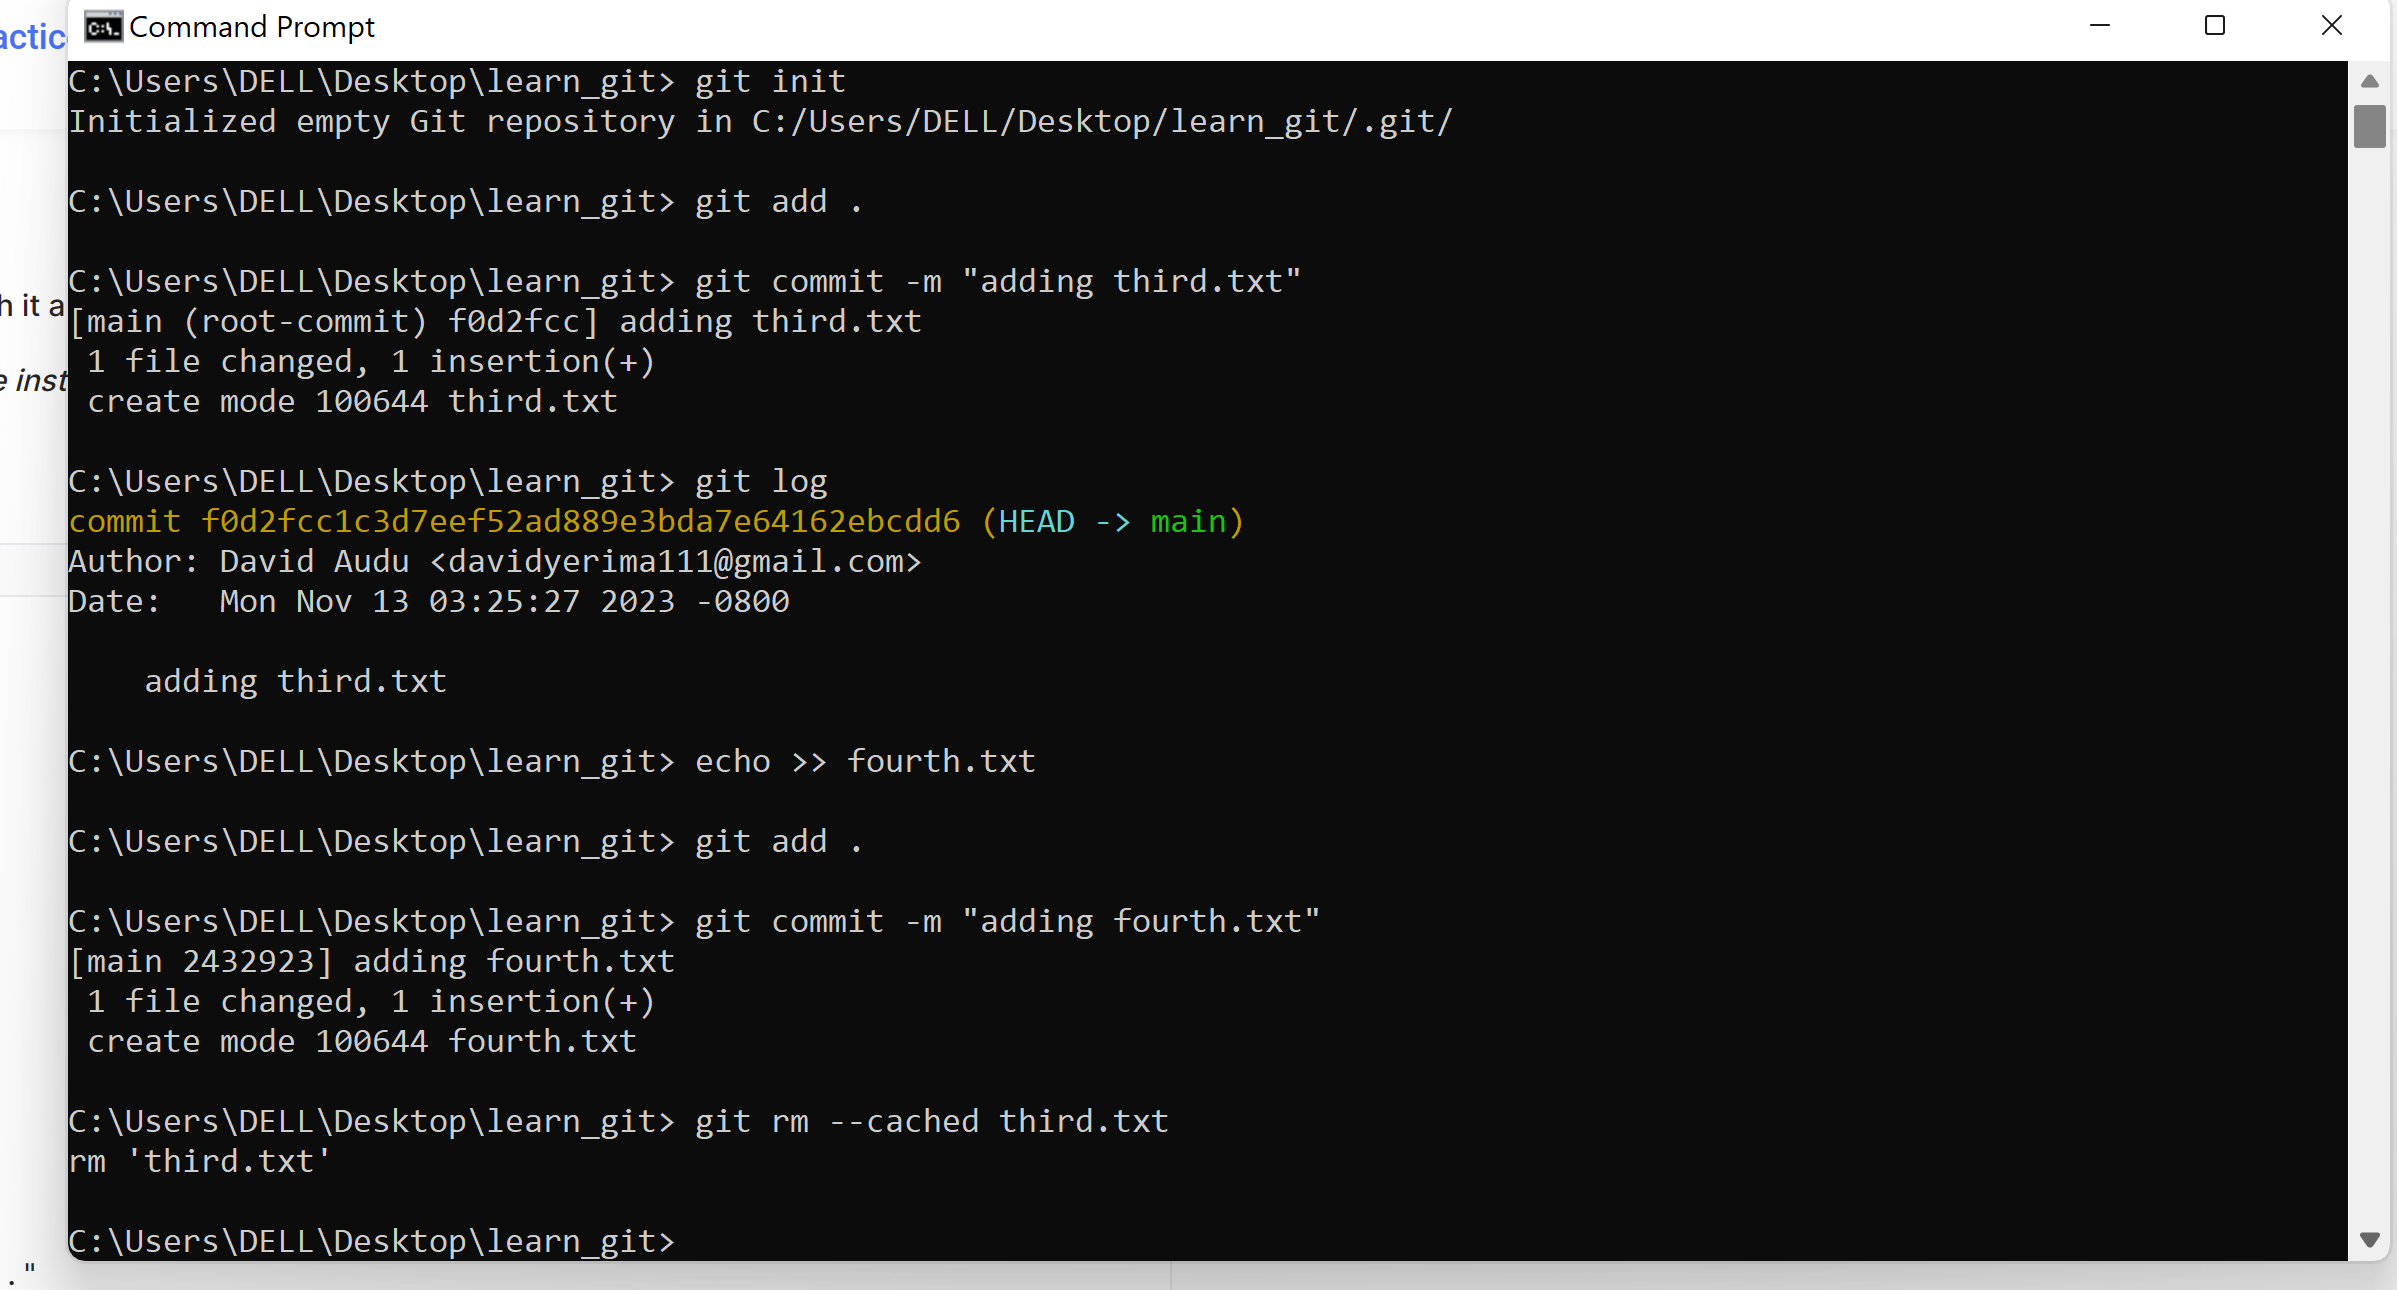 actic
Command Prompt
C:\Users\DELL\Desktop\learn_git> git init
Initialized empty Git repository in C:/Users/DELL/Desktop/learn_git/.git/
C:\Users\DELL\Desktop\learn_git> git add .
C:\Users\DELL\Desktop\learn_git> git commit -m "adding third.txt"
h it a
[main (root-commit) f0d2fcc] adding third.txt
1 file changed, 1 insertion(+)
e inst
create mode 100644 third.txt
C:\Users\DELL\Desktop\learn_git> git log
commit f0d2fcc1c3d7eef52ad889e3bda7e64162ebcdd6 (HEAD -> main)
Author: David Audu <davidyerima111@gmail.com>
Date:   Mon Nov 13 03:25:27 2023 -0800
adding third.txt
C:\Users\DELL\Desktop\learn_git> echo >> fourth.txt
C:\Users\DELL\Desktop\learn_git> git add .
C:\Users\DELL\Desktop\learn_git> git commit -m "adding fourth.txt"
[main 2432923] adding fourth.txt
1 file changed, 1 insertion(+)
create mode 100644 fourth.txt
C:\Users\DELL\Desktop\learn_git> git rm --cached third.txt
rm 'third.txt'
C:\Users\DELL\Desktop\learn_git>
."